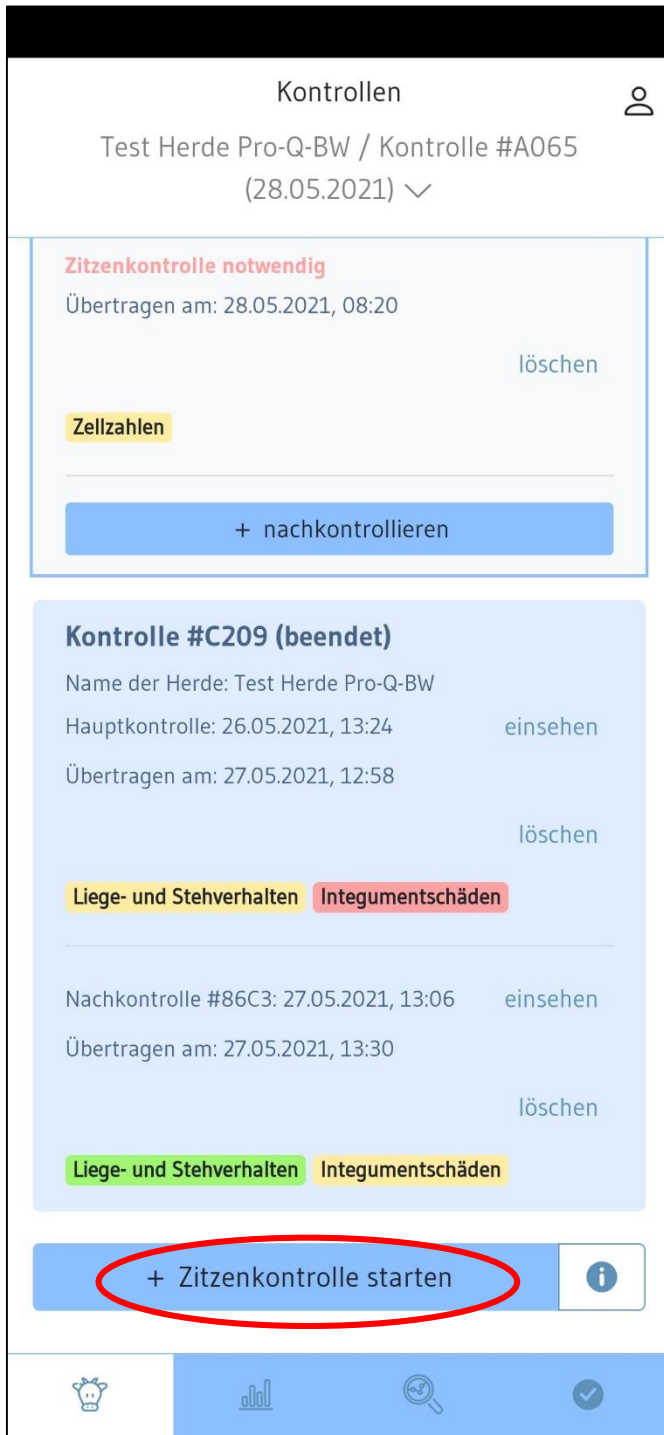 Kontrollen
Test Herde Pro-Q-BW / Kontrolle #A065
(28.05.2021)
Zitzenkontrolle notwendig
Übertragen am: 28.05.2021, 08:20
löschen
Zellzahlen
+ nachkontrollieren
Kontrolle #C209 (beendet)
Name der Herde: Test Herde Pro-Q-BW
Hauptkontrolle: 26.05.2021, 13:24 einsehen
Übertragen am: 27.05.2021, 12:58
löschen
Liege- und Stehverhalten Integumentschäden
Nachkontrolle #86C3: 27.05.2021, 13:06 einsehen
Übertragen am: 27.05.2021, 13:30
löschen
Liege- und Stehverhalten Integumentschäden
+ Zitzenkontrolle starten